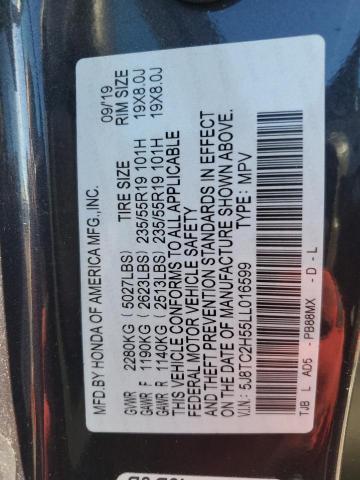 MFD.BY HONDA OF AMERICA MFG.,INC. 09/19
TIRE SIZE RIM SIZE
GVWR 2280KG (5027LBS)
GAWR F 1190KG (2623LBS) 235/55R19 101H 19X8.0J
GAWR R 1140KG (2513LBS) 235/55R19 101H 19X8.0J
THIS VEHICLE CONFORMS TO ALL APPLICABLE
FEDERAL MOTOR VEHICLE SAFETY
AND THEFT PREVENTION STANDARDS IN EFFECT
ON THE DATE OF MANUFACTURE SHOWN ABOVE.
V.I.N.: 5J8TC2H55LL016599 TYPE: MPV
TJB L AD5 - PB88MX - D - L